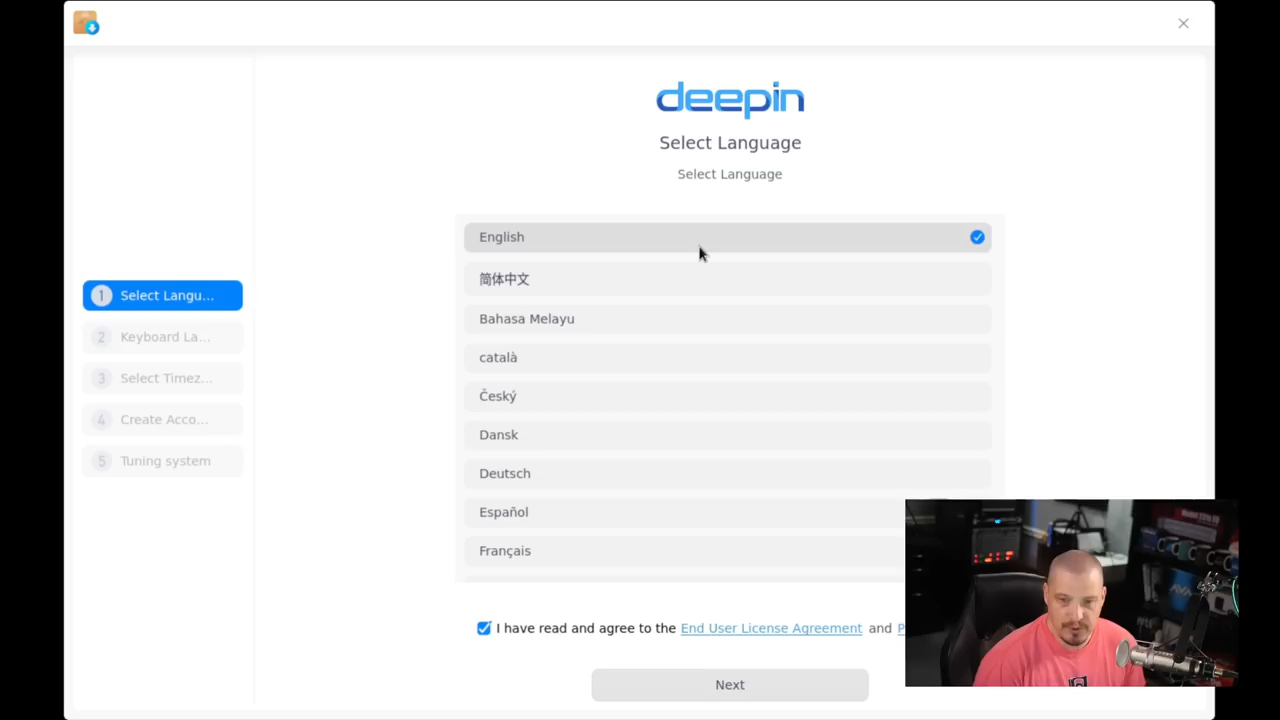 deepin
Select Language
Select Language
English
简体中文
Bahasa Melayu
català
Český
Dansk
Deutsch
Español
Français
1 Select Langu...
2 Keyboard La...
3 Select Timez...
4 Create Acco...
5 Tuning system
I have read and agree to the End User License Agreement and P
Next